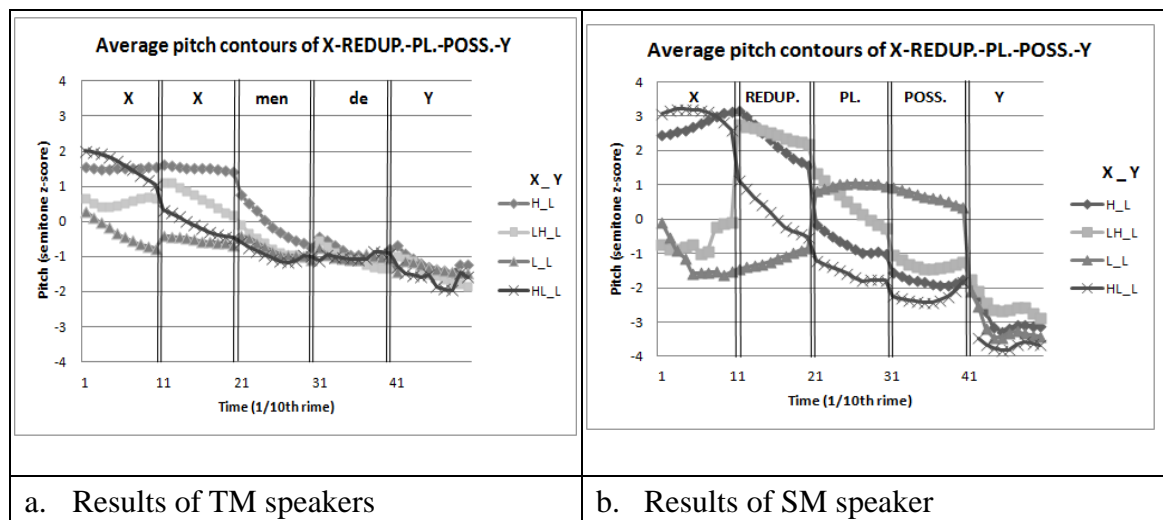 Average pitch contours of X-REDUP.-PL.-POSS.-Y
Pitch (semitone z-score)
4
3
2
1
0
-1
-2
-3
-4
X X men de Y
1 11 21 31 41
Time (1/10th rime)
X _ Y
H_L
LH_L
L_L
HL_L
Average pitch contours of X-REDUP.-PL.-POSS.-Y
Pitch (semitone z-score)
4
3
2
1
0
-1
-2
-3
-4
X REDUP. PL. POSS. Y
1 11 21 31 41
Time (1/10th rime)
X _ Y
H_L
LH_L
L_L
HL_L
a. Results of TM speakers
b. Results of SM speaker